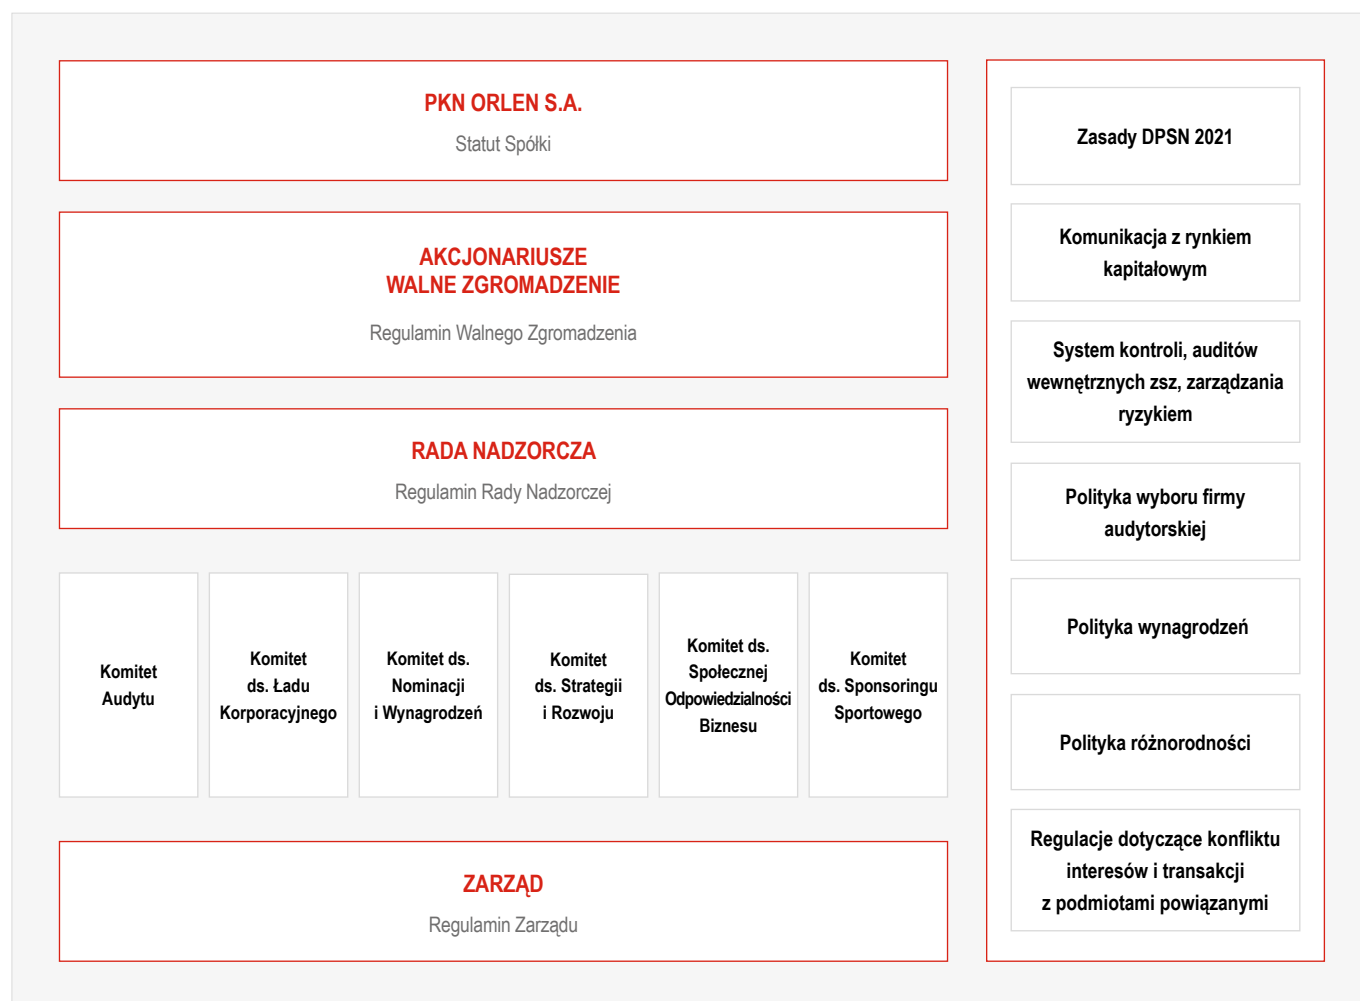 PKN ORLEN S.A.
Statut Spółki
AKCJONARIUSZE
WALNE ZGROMADZENIE
Regulamin Walnego Zgromadzenia
RADA NADZORCZA
Regulamin Rady Nadzorczej
Komitet
Audytu
Komitet
ds. Ładu
Korporacyjnego
Komitet ds.
Nominacji
i Wynagrodzeń
Komitet
ds. Strategii
i Rozwoju
Komitet ds.
Społecznej
Odpowiedzialności
Biznesu
Komitet
ds. Sponsoringu
Sportowego
ZARZĄD
Regulamin Zarządu
Zasady DPSN 2021
Komunikacja z rynkiem
kapitałowym
System kontroli, auditów
wewnętrznych zsz, zarządzania
ryzykiem
Polityka wyboru firmy
audytorskiej
Polityka wynagrodzeń
Polityka różnorodności
Regulacje dotyczące konfliktu
interesów i transakcji
z podmiotami powiązanymi